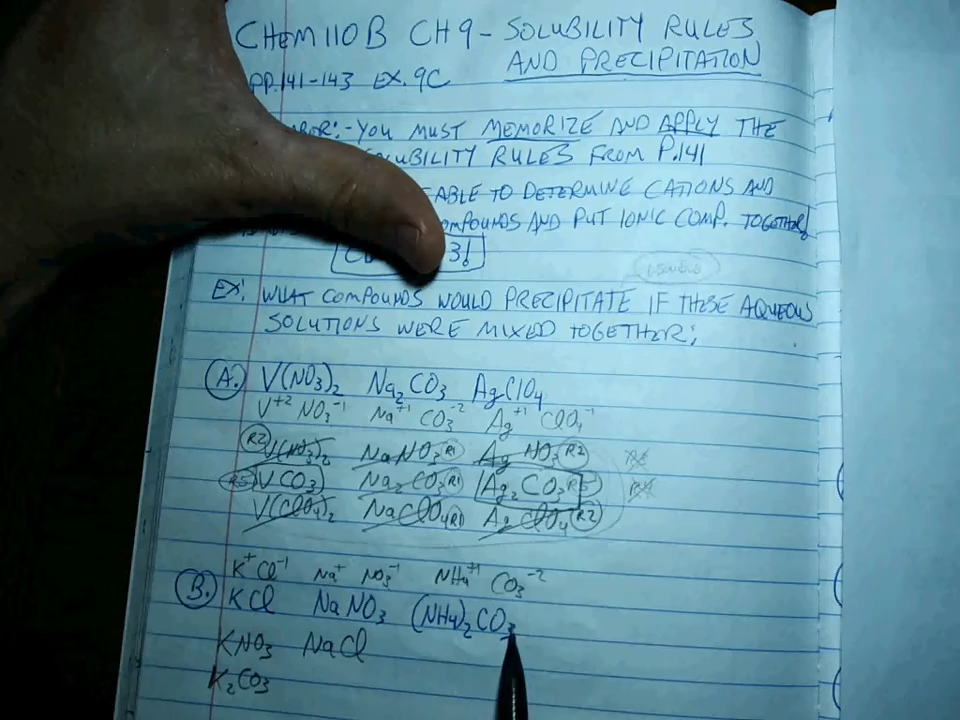 CHEM110B CH9 - SOLUBILITY RULES
AND PRECIPITATION
PP.141-143 EX. 9C
:- YOU MUST MEMORIZE AND APPLY THE
SOLUBILITY RULES FROM P.141
ABLE TO DETERMINE CATIONS AND
AND PUT IONIC COMP. TOGETHER!
3!
EX: WHAT COMPOUNDS WOULD PRECIPITATE IF THESE AQUEOUS
SOLUTIONS WERE MIXED TOGETHER:
A. V(NO3)2 Na2CO3 AgClO4
V+2 NO3-1 Na+1 CO3-2 Ag+1 ClO4-1
R2 V(NO3)2 NaNO3 R1 AgNO3 R2
R5 VCO3 Na2CO3 R1 Ag2CO3 R5
V(ClO4)2 NaClO4 R1 AgClO4 R2
K+ Cl-1 Na+ NO3-1 NH4+1 CO3-2
B. KCl NaNO3 (NH4)2CO3
KNO3 NaCl
K2CO3